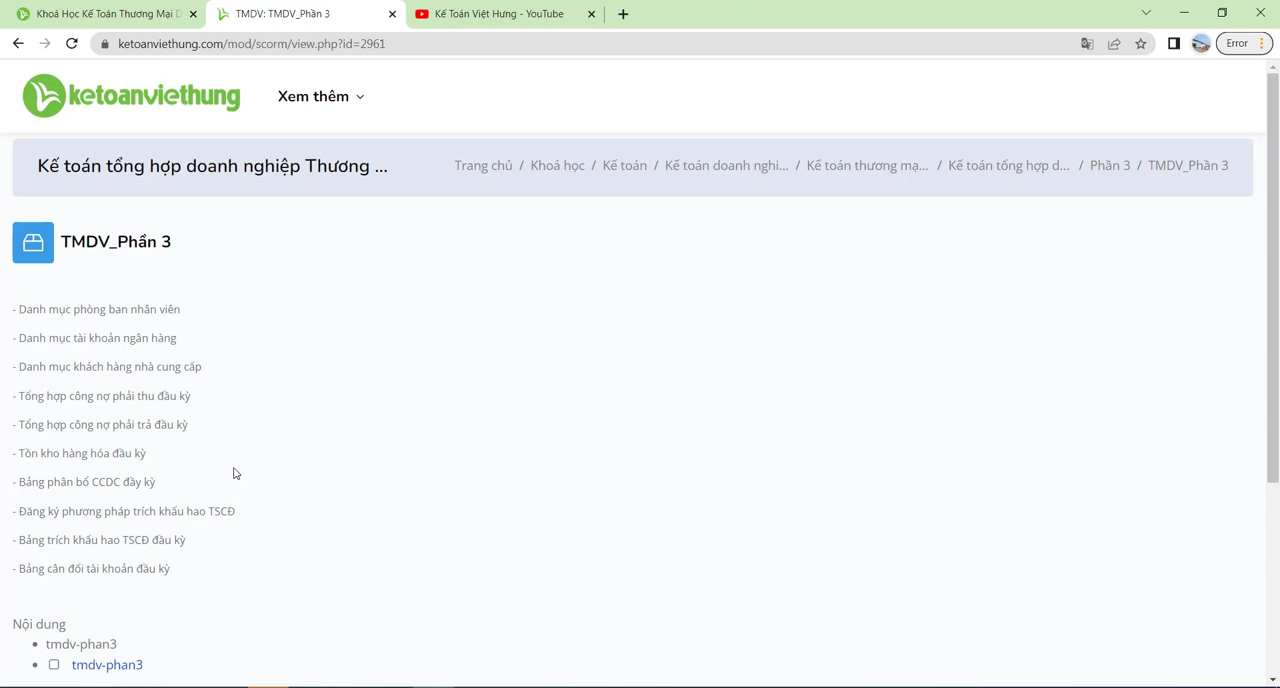 Khoá Học Kế Toán Thương Mại D
TMDV: TMDV_Phần 3
Kế Toán Việt Hưng - YouTube
ketoanviethung.com/mod/scorm/view.php?id=2961
Error
ketoanviethung
Xem thêm
Kế toán tổng hợp doanh nghiệp Thương ...
Trang chủ / Khoá học / Kế toán / Kế toán doanh nghi... / Kế toán thương mạ... / Kế toán tổng hợp d... / Phần 3 / TMDV_Phần 3
TMDV_Phần 3
- Danh mục phòng ban nhân viên
- Danh mục tài khoản ngân hàng
- Danh mục khách hàng nhà cung cấp
- Tổng hợp công nợ phải thu đầu kỳ
- Tổng hợp công nợ phải trả đầu kỳ
- Tồn kho hàng hóa đầu kỳ
- Bảng phân bổ CCDC đầy kỳ
- Đăng ký phương pháp trích khấu hao TSCĐ
- Bảng trích khấu hao TSCĐ đầu kỳ
- Bảng cân đối tài khoản đầu kỳ
Nội dung
tmdv-phan3
tmdv-phan3